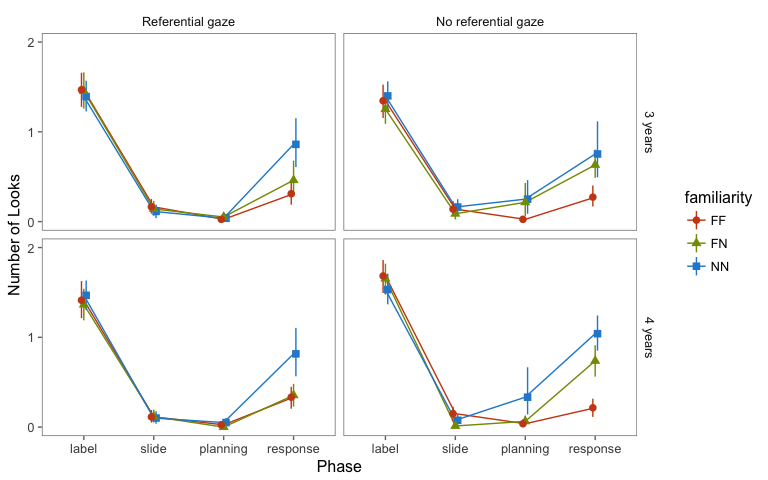 Referential gaze
No referential gaze
Number of Looks
2
1
0
3 years
2
1
0
4 years
label slide planning response
label slide planning response
Phase
familiarity
FF
FN
NN